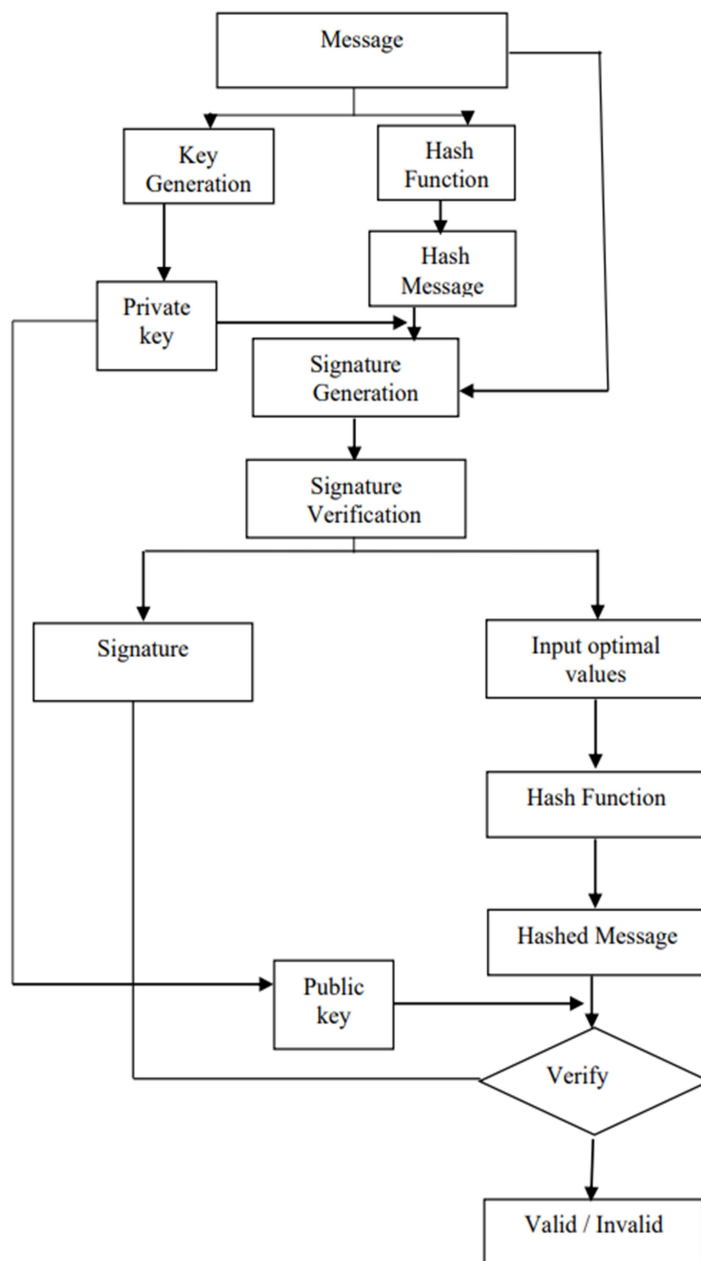 Message
Key
Generation
Hash
Function
Hash
Message
Private
key
Signature
Generation
Signature
Verification
Signature
Input optimal
values
Hash Function
Hashed Message
Public
key
Verify
Valid / Invalid